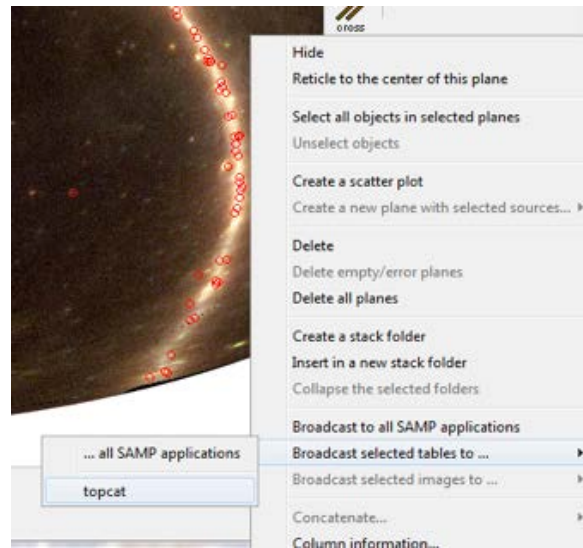 cross
Hide
Reticle to the center of this plane
Select all objects in selected planes
Unselect objects
Create a scatter plot
Create a new plane with selected sources...
Delete
Delete empty/error planes
Delete all planes
Create a stack folder
Insert in a new stack folder
Collapse the selected folders
Broadcast to all SAMP applications
... all SAMP applications
Broadcast selected tables to ...
Broadcast selected images to ...
topcat
Concatenate...
Column information...